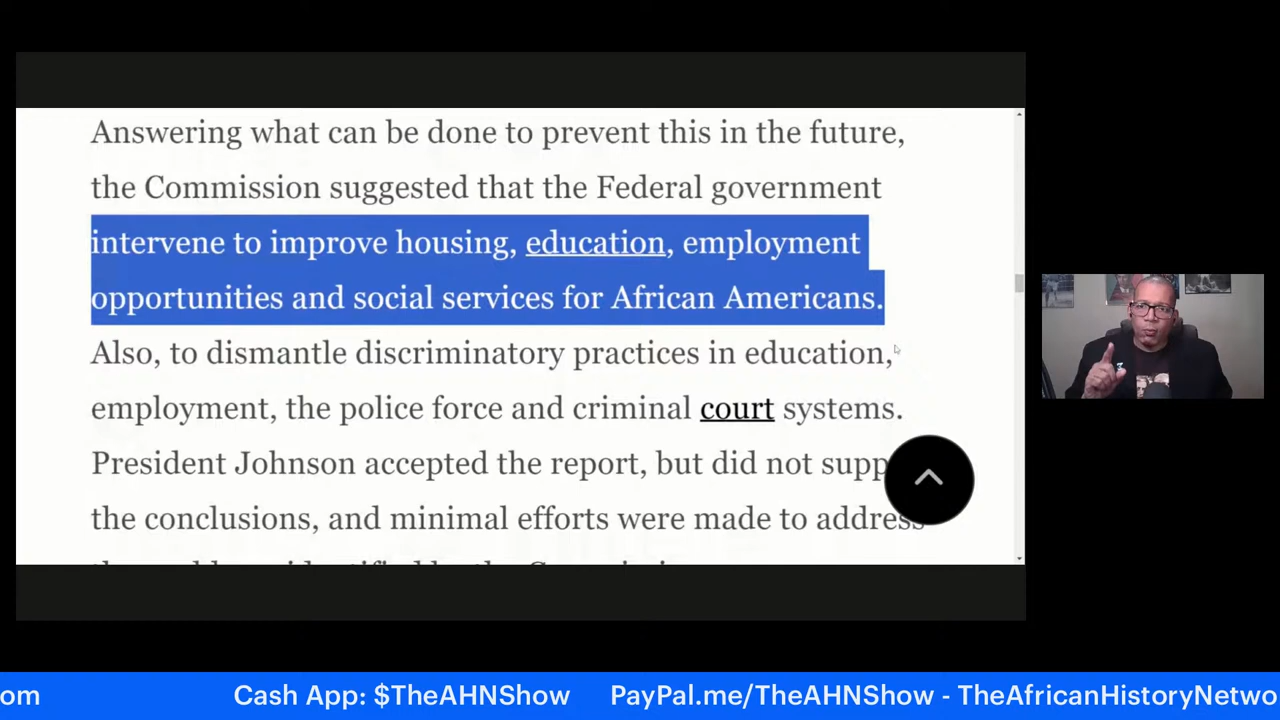 Answering what can be done to prevent this in the future,
the Commission suggested that the Federal government
intervene to improve housing, education, employment
opportunities and social services for African Americans.
Also, to dismantle discriminatory practices in education,
employment, the police force and criminal court systems.
President Johnson accepted the report, but did not supp
the conclusions, and minimal efforts were made to address
om Cash App: $TheAHNShow PayPal.me/TheAHNShow - TheAfricanHistoryNetwo